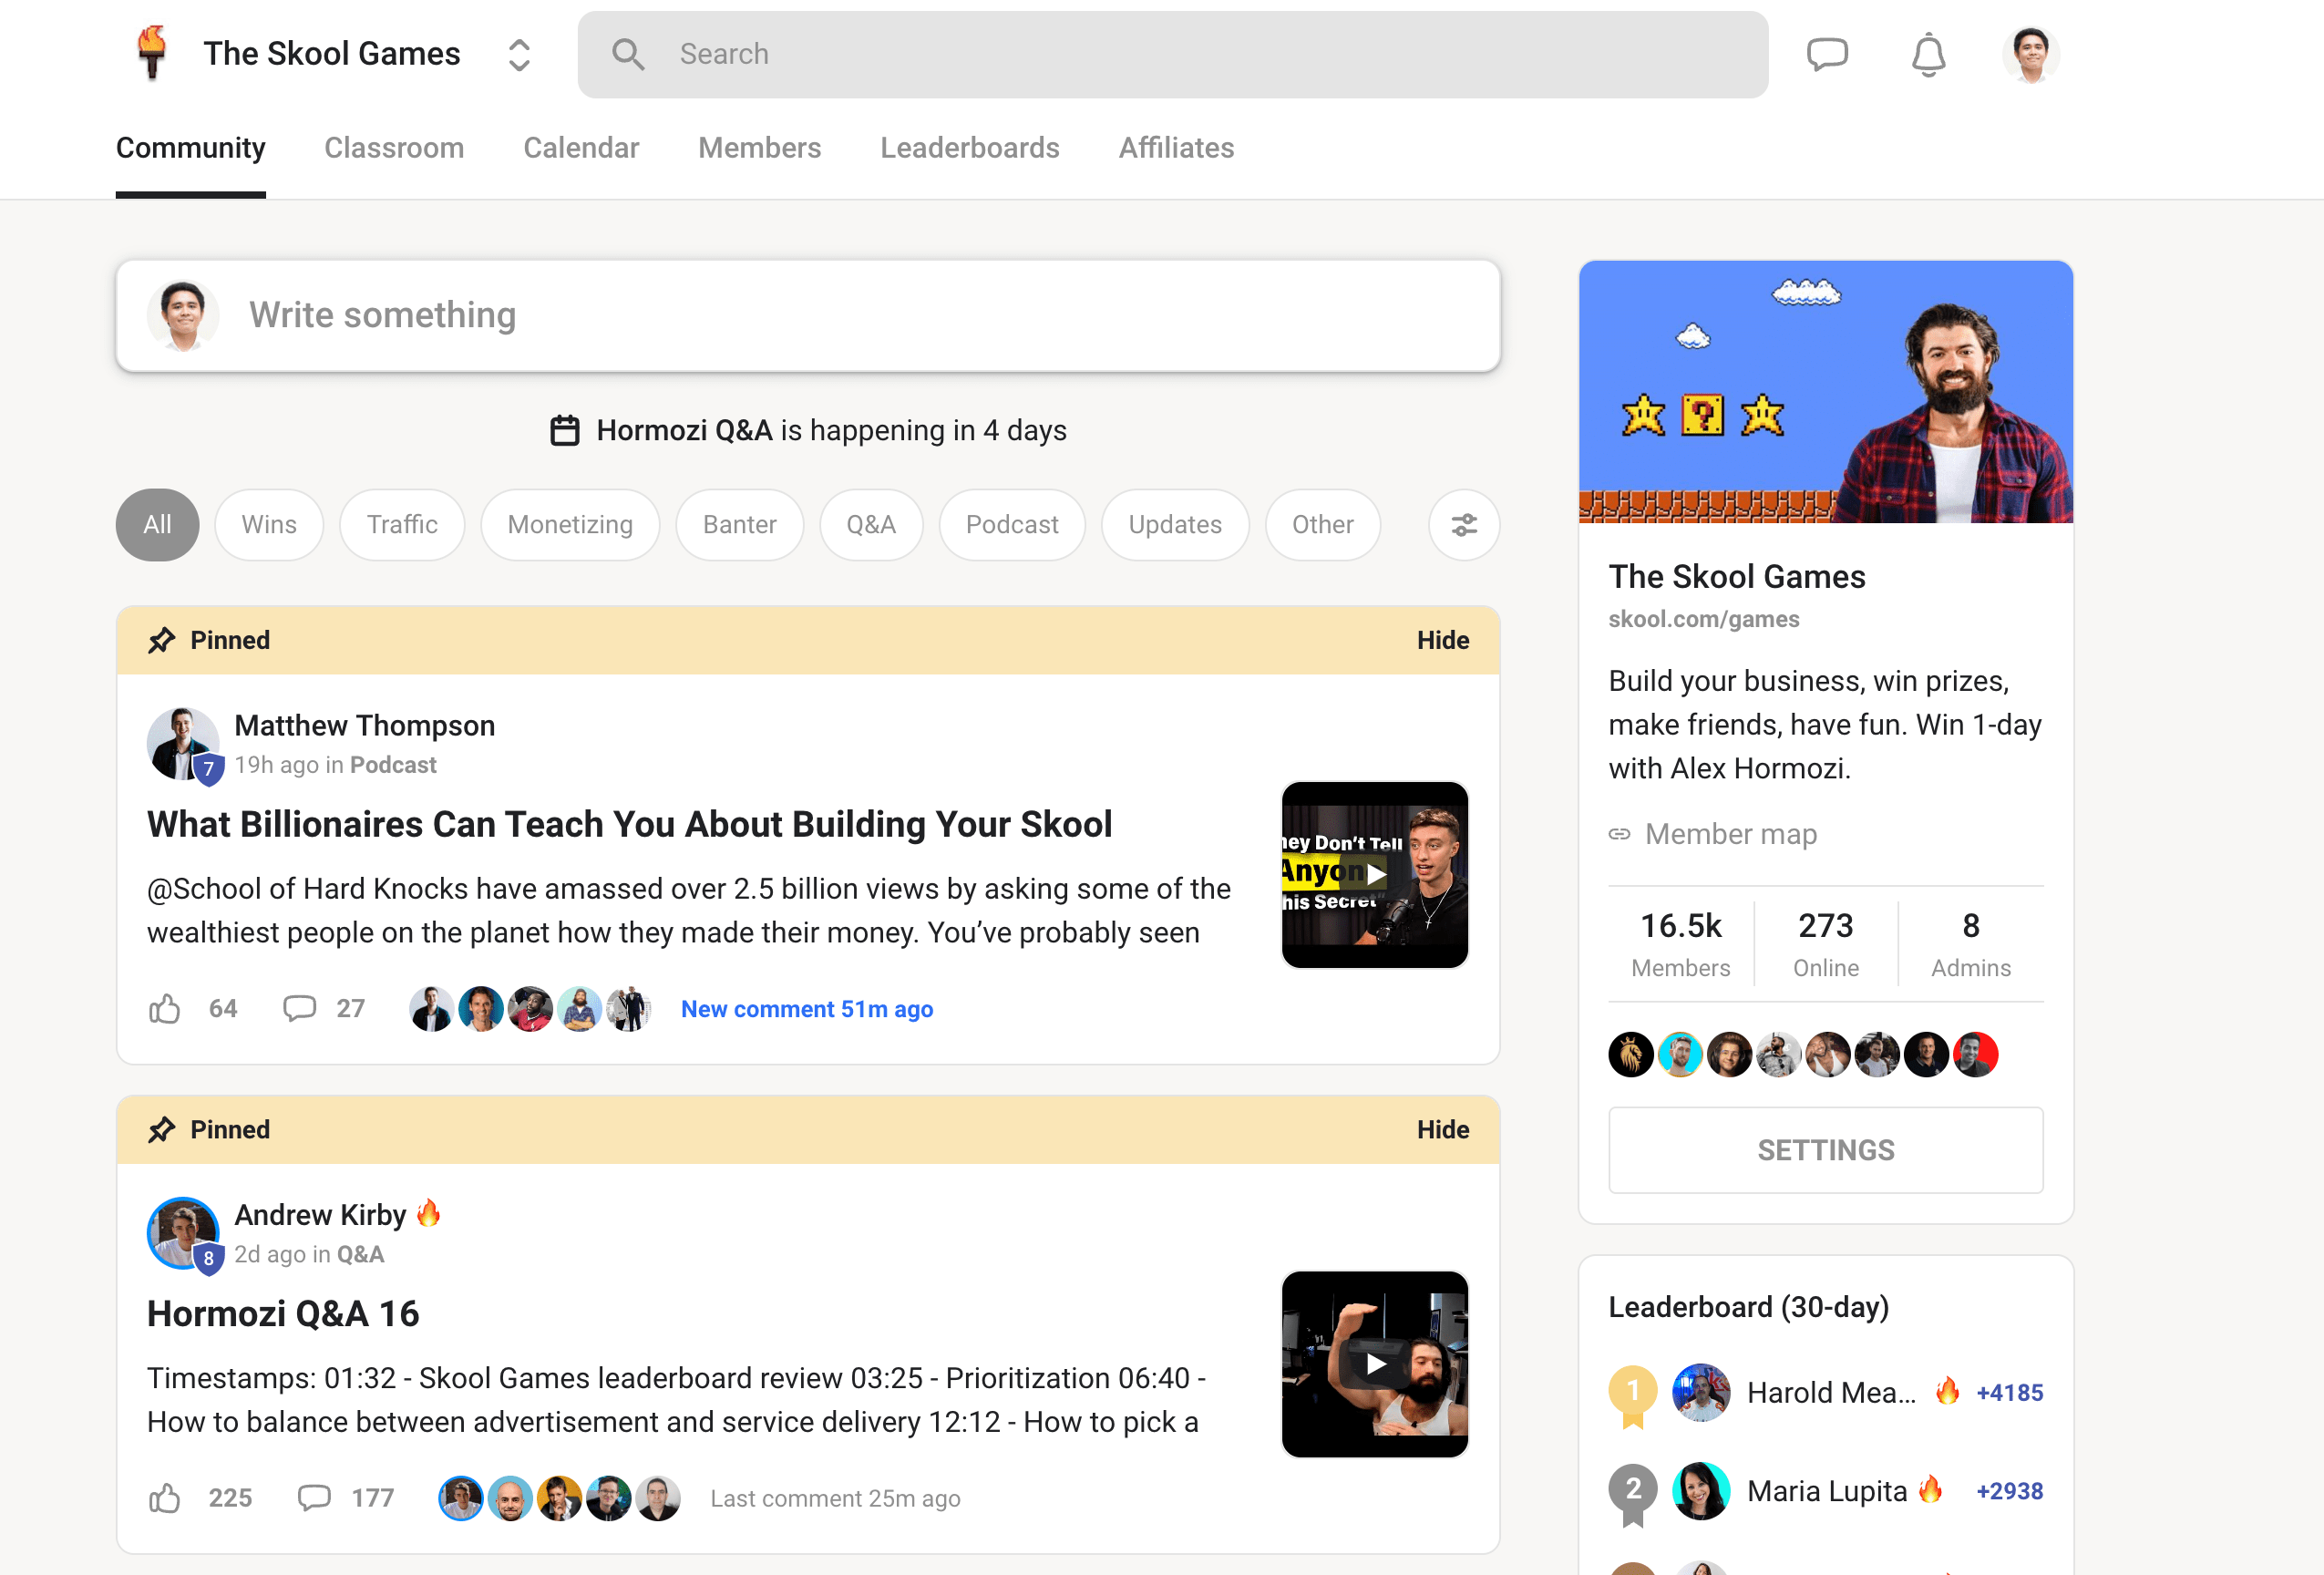 The Skool Games
Search
Community
Classroom
Calendar
Members
Leaderboards
Affiliates
Write something
Hormozi Q&A is happening in 4 days
All
Wins
Traffic
Monetizing
Banter
Q&A
Podcast
Updates
Other
Pinned
Hide
Matthew Thompson
7
19h ago in Podcast
What Billionaires Can Teach You About Building Your Skool
@School of Hard Knocks have amassed over 2.5 billion views by asking some of the
wealthiest people on the planet how they made their money. You’ve probably seen
ney Don't Tell
Anyon
his Secret"
64
27
New comment 51m ago
Pinned
Hide
Andrew Kirby 🔥
8
2d ago in Q&A
Hormozi Q&A 16
Timestamps: 01:32 - Skool Games leaderboard review 03:25 - Prioritization 06:40 -
How to balance between advertisement and service delivery 12:12 - How to pick a
225
177
Last comment 25m ago
?
The Skool Games
skool.com/games
Build your business, win prizes,
make friends, have fun. Win 1-day
with Alex Hormozi.
Member map
16.5k
Members
273
Online
8
Admins
SETTINGS
Leaderboard (30-day)
1
Harold Mea... 🔥 +4185
2
Maria Lupita 🔥 +2938